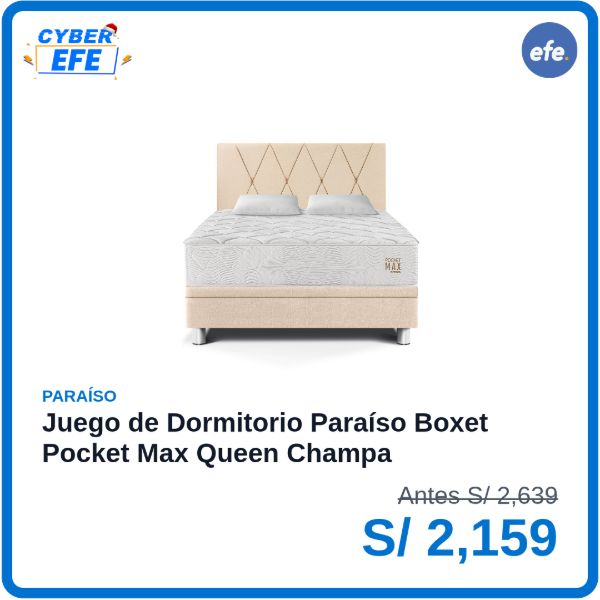 CYBER
EFE
efe.
POCKET
MAX
PARAÍSO
Juego de Dormitorio Paraíso Boxet
Pocket Max Queen Champa
Antes S/ 2,639
S/ 2,159